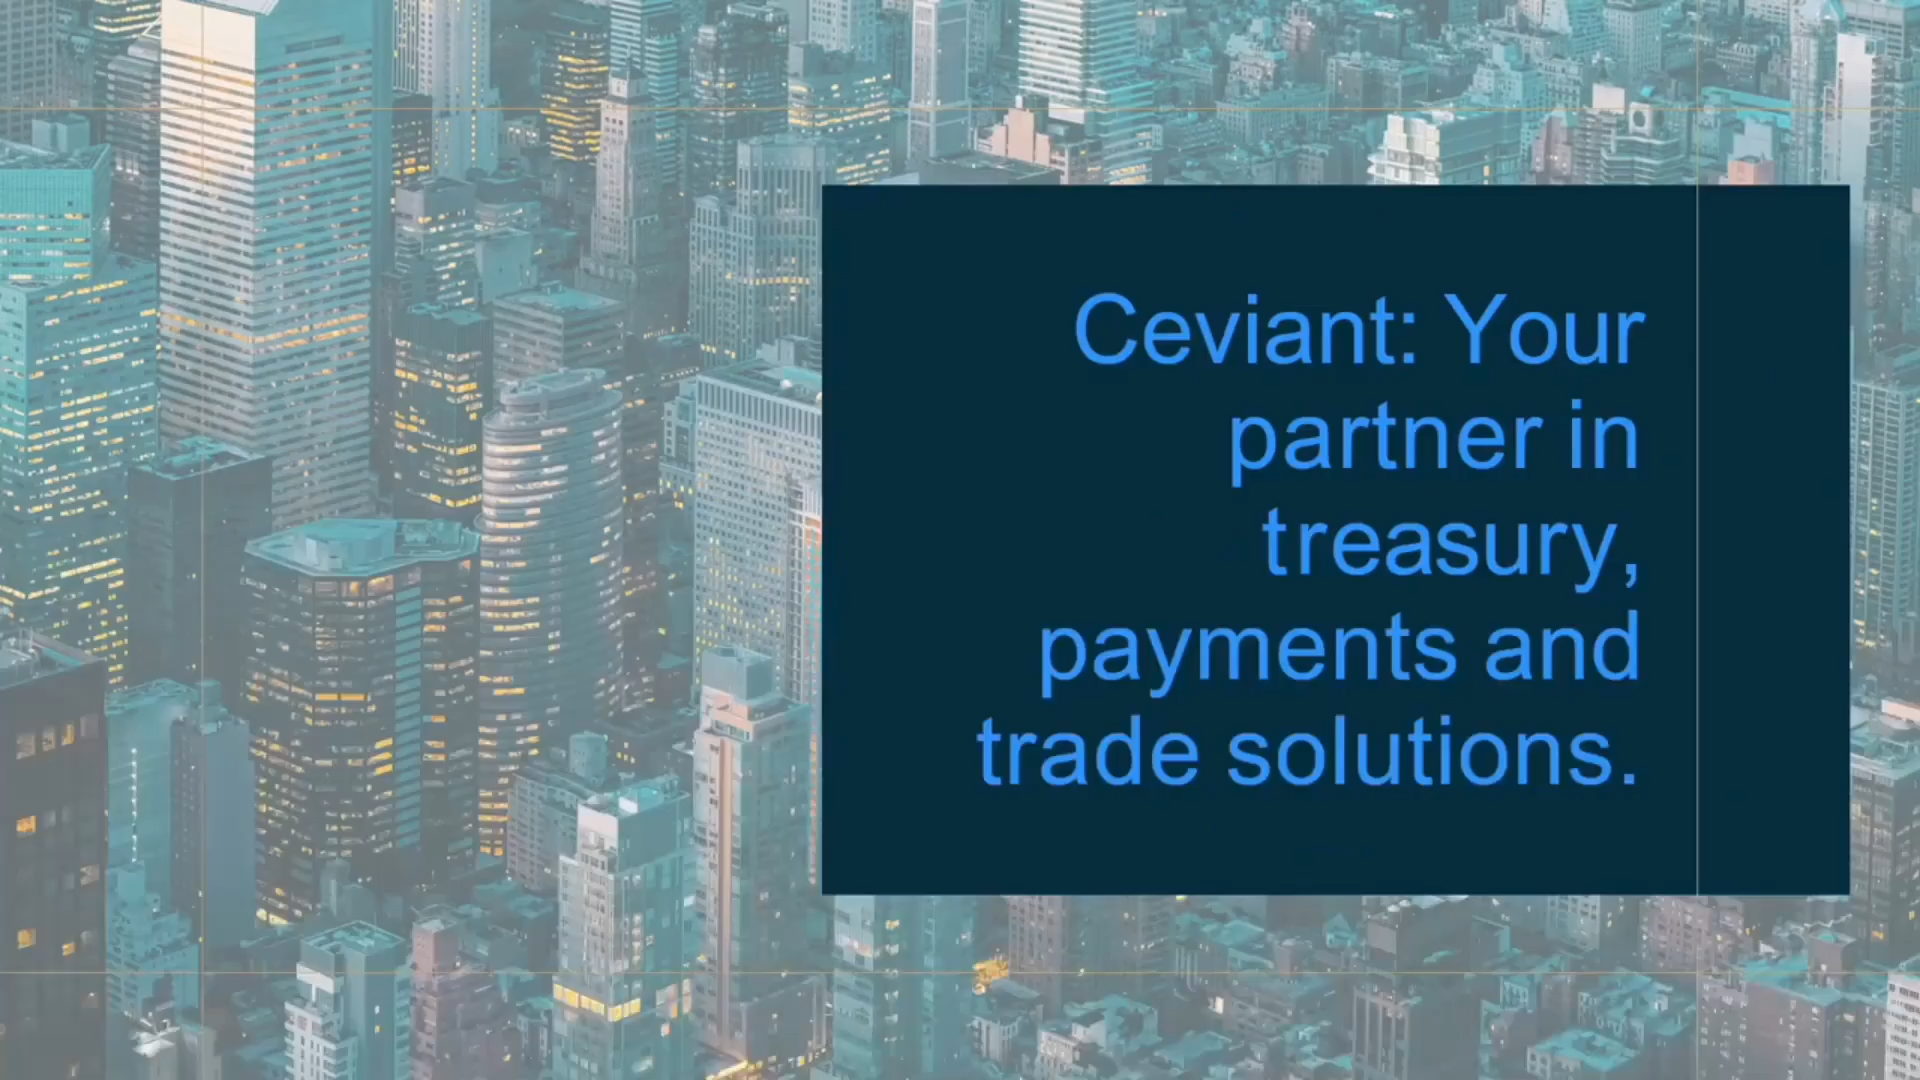 Ceviant: Your
partner in
treasury,
payments and
trade solutions.